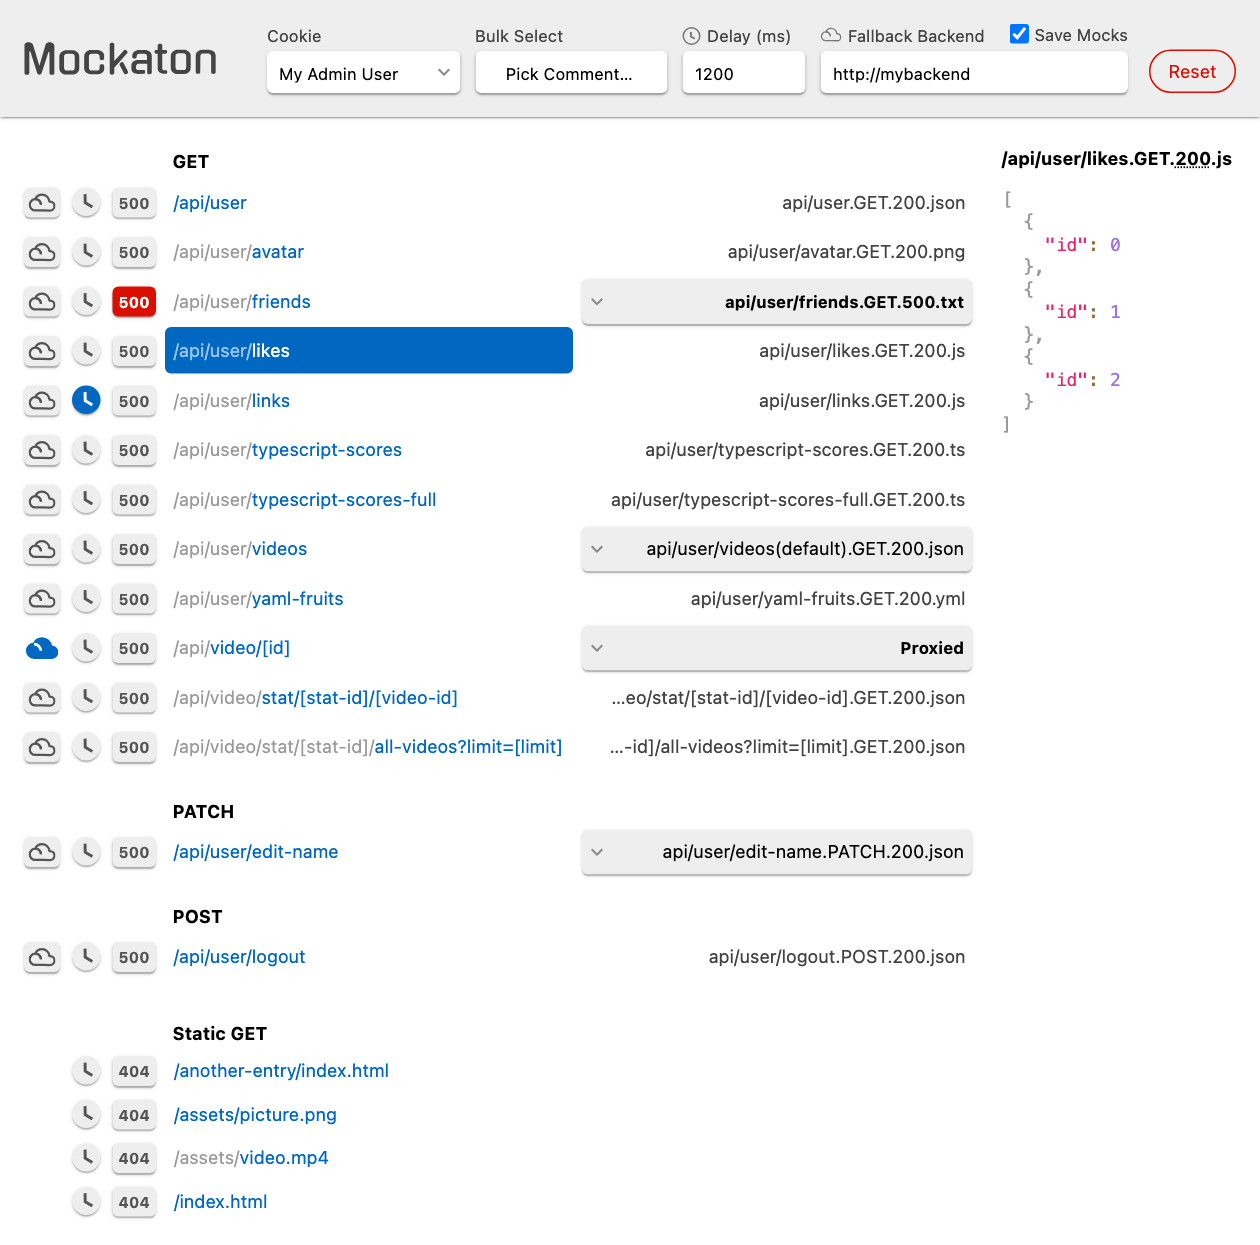 Mockaton
Cookie
My Admin User
Bulk Select
Pick Comment...
Delay (ms)
1200
Fallback Backend
http://mybackend
Save Mocks
Reset
GET
500 /api/user api/user.GET.200.json
500 /api/user/avatar api/user/avatar.GET.200.png
500 /api/user/friends api/user/friends.GET.500.txt
500 /api/user/likes api/user/likes.GET.200.js
500 /api/user/links api/user/links.GET.200.js
500 /api/user/typescript-scores api/user/typescript-scores.GET.200.ts
500 /api/user/typescript-scores-full api/user/typescript-scores-full.GET.200.ts
500 /api/user/videos api/user/videos(default).GET.200.json
500 /api/user/yaml-fruits api/user/yaml-fruits.GET.200.yml
500 /api/video/[id] Proxied
500 /api/video/stat/[stat-id]/[video-id] ...eo/stat/[stat-id]/[video-id].GET.200.json
500 /api/video/stat/[stat-id]/all-videos?limit=[limit] ...-id]/all-videos?limit=[limit].GET.200.json
PATCH
500 /api/user/edit-name api/user/edit-name.PATCH.200.json
POST
500 /api/user/logout api/user/logout.POST.200.json
Static GET
404 /another-entry/index.html
404 /assets/picture.png
404 /assets/video.mp4
404 /index.html
/api/user/likes.GET.200.js
[
{
"id": 0
},
{
"id": 1
},
{
"id": 2
}
]